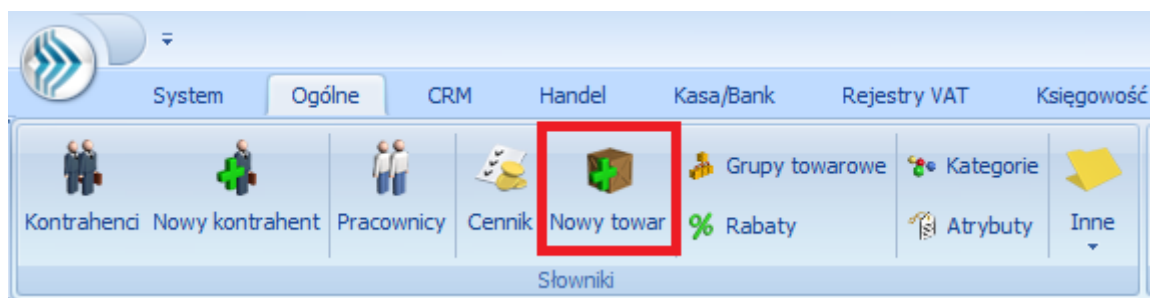 System Ogólne CRM Handel Kasa/Bank Rejestry VAT Księgowość
Grupy towarowe Kategorie
Kontrahenci Nowy kontrahent Pracownicy Cennik Nowy towar % Rabaty Atrybuty Inne
Słowniki